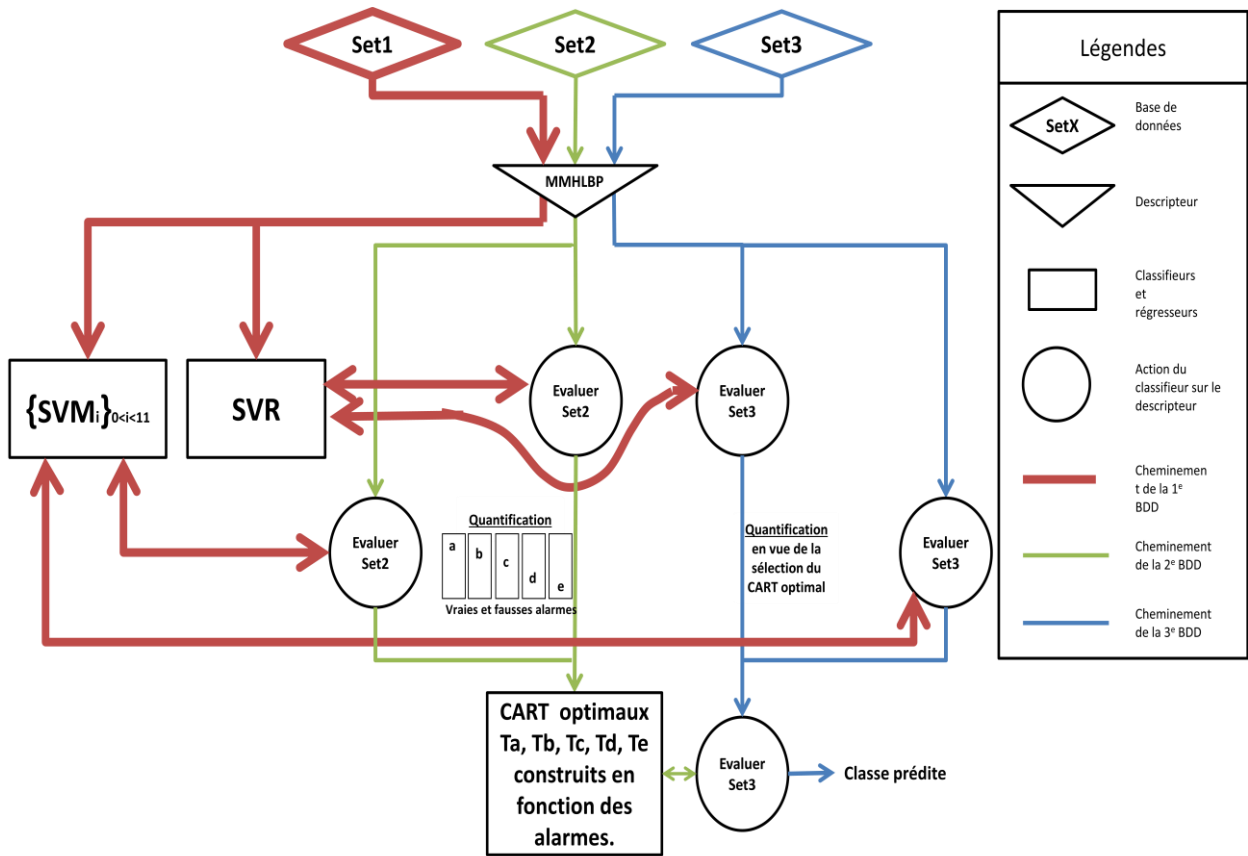 Set1
Set2
Set3
MMHLBP
{SVMi}0<i<11
SVR
Evaluer
Set2
Evaluer
Set3
Evaluer
Set2
Quantification
a
b
c
d
e
Vraies et fausses alarmes
Quantification
en vue de la
sélection du
CART optimal
Evaluer
Set3
CART optimaux
Ta, Tb, Tc, Td, Te
construits en
fonction des
alarmes.
Evaluer
Set3
Classe prédite
Légendes
SetX
Base de
données
Descripteur
Classifieurs
et
régresseurs
Action du
classifieur sur le
descripteur
Cheminemen
t de la 1e
BDD
Cheminement
de la 2e BDD
Cheminement
de la 3e BDD